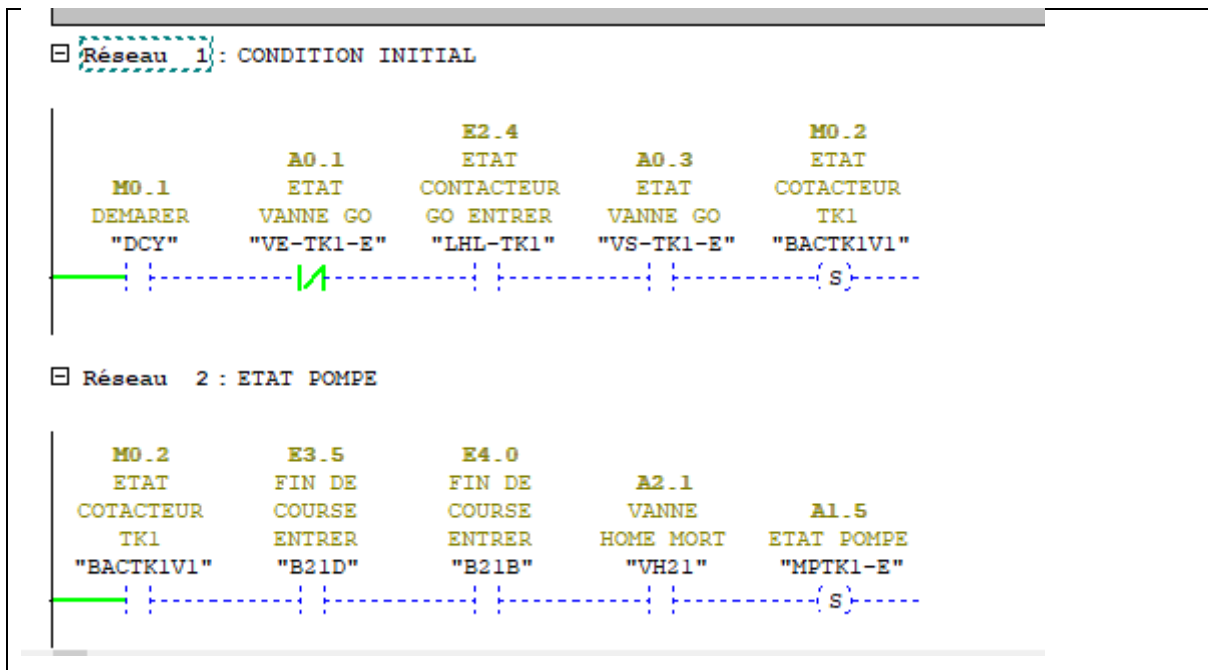 Réseau 1: CONDITION INITIAL
E2.4 M0.2
A0.1 ETAT A0.3 ETAT
M0.1 ETAT CONTACTEUR ETAT COTACTEUR
DEMARER VANNE GO GO ENTRER VANNE GO TK1
"DCY" "VE-TK1-E" "LHL-TK1" "VS-TK1-E" "BACTK1V1"
S
Réseau 2: ETAT POMPE
M0.2 E3.5 E4.0
ETAT FIN DE FIN DE A2.1
COTACTEUR COURSE COURSE VANNE A1.5
TK1 ENTRER ENTRER HOME MORT ETAT POMPE
"BACTK1V1" "B21D" "B21B" "VH21" "MPTK1-E"
S